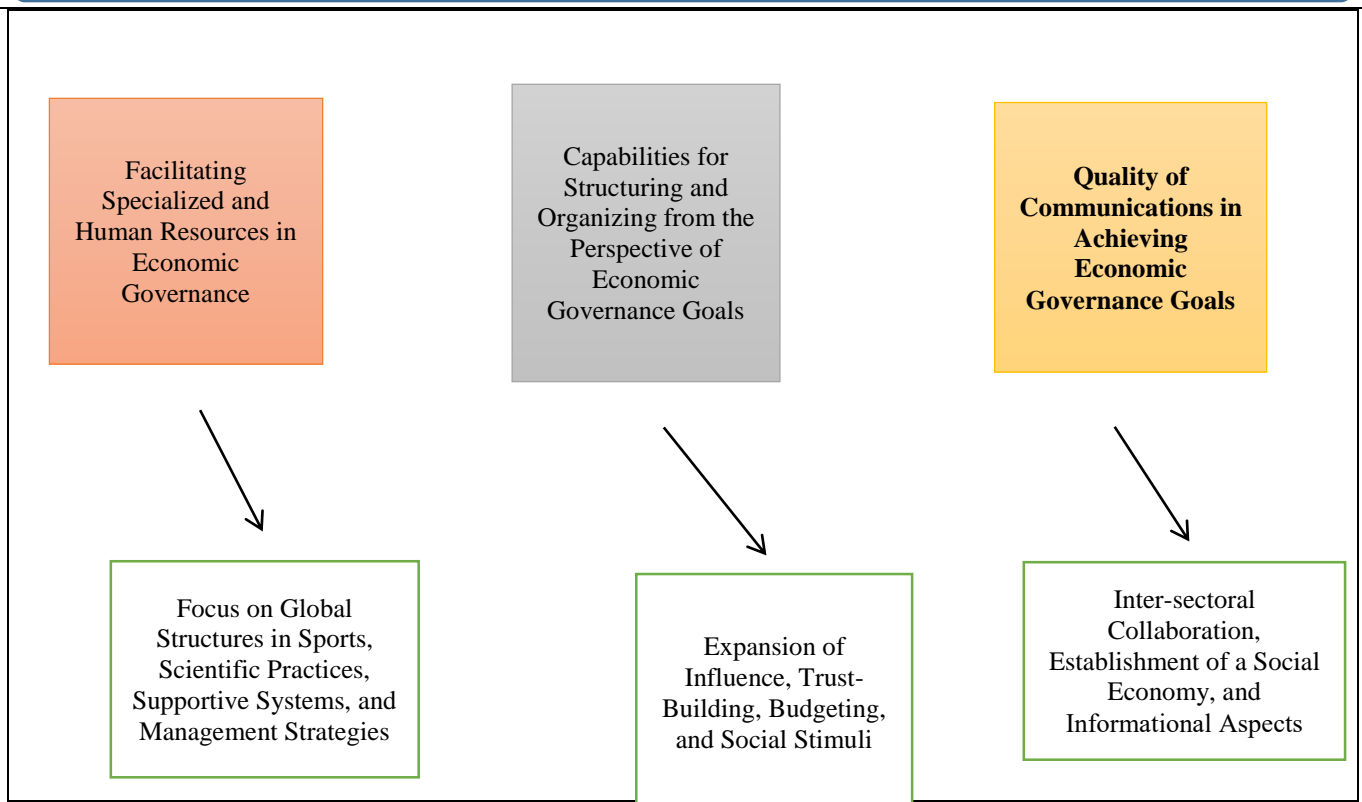 Facilitating
Specialized and
Human Resources in
Economic
Governance
Capabilities for
Structuring and
Organizing from the
Perspective of
Economic
Governance Goals
Quality of
Communications in
Achieving
Economic
Governance Goals
Focus on Global
Structures in Sports,
Scientific Practices,
Supportive Systems, and
Management Strategies
Expansion of
Influence, Trust-
Building, Budgeting,
and Social Stimuli
Inter-sectoral
Collaboration,
Establishment of a Social
Economy, and
Informational Aspects